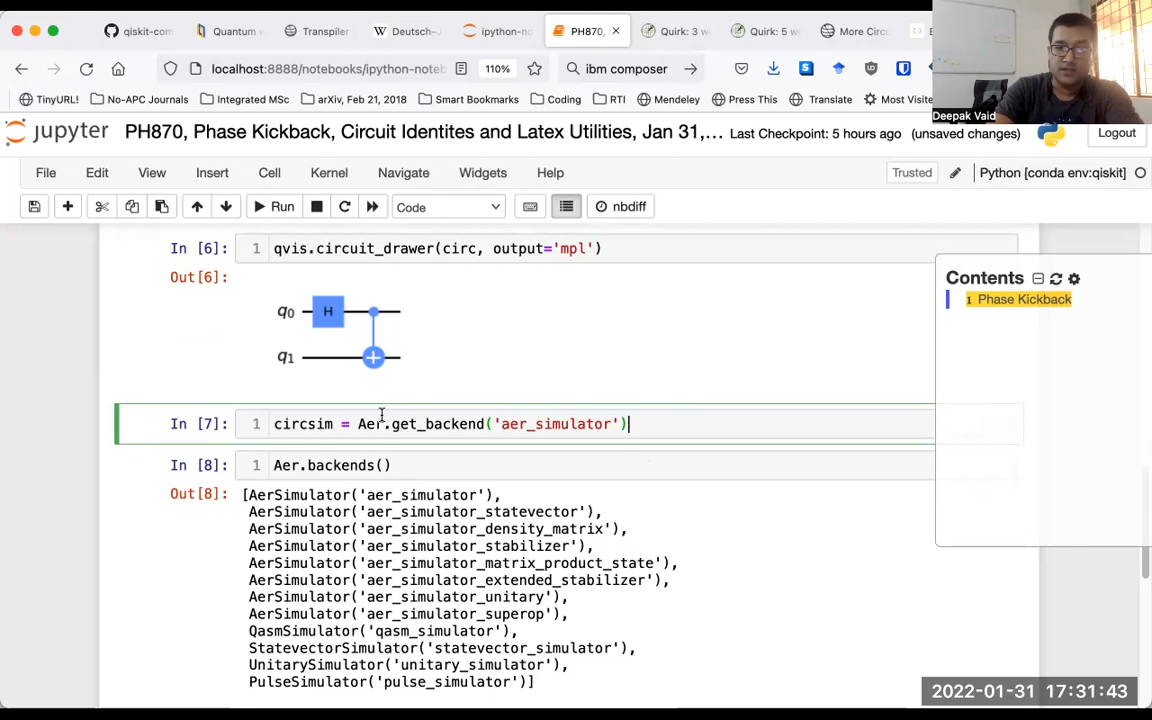 qiskit-com
Quantum v
Transpiler
Deutsch-J
ipython-note
PH870,
Quirk: 3 wi
Quirk: 5 w
More Circu
localhost:8888/notebooks/ipython-noteb
110%
ibm composer
TinyURL!
No-APC Journals
Integrated MSc
arXiv, Feb 21, 2018
Smart Bookmarks
Coding
RTI
Mendeley
Press This
Translate
Most Visite
Deepak Vaid
jupyter
PH870, Phase Kickback, Circuit Identites and Latex Utilities, Jan 31,...
Last Checkpoint: 5 hours ago (unsaved changes)
Logout
File Edit View Insert Cell Kernel Navigate Widgets Help
Trusted
Python [conda env:qiskit]
Run
Code
nbdiff
In [6]: 1 qvis.circuit_drawer(circ, output='mpl')
Out[6]:
q0 H
q1
Contents
1 Phase Kickback
In [7]: 1 circsim = Aer.get_backend('aer_simulator')
In [8]: 1 Aer.backends()
Out[8]: [AerSimulator('aer_simulator'),
AerSimulator('aer_simulator_statevector'),
AerSimulator('aer_simulator_density_matrix'),
AerSimulator('aer_simulator_stabilizer'),
AerSimulator('aer_simulator_matrix_product_state'),
AerSimulator('aer_simulator_extended_stabilizer'),
AerSimulator('aer_simulator_unitary'),
AerSimulator('aer_simulator_superop'),
QasmSimulator('qasm_simulator'),
StatevectorSimulator('statevector_simulator'),
UnitarySimulator('unitary_simulator'),
PulseSimulator('pulse_simulator')]
2022-01-31 17:31:43